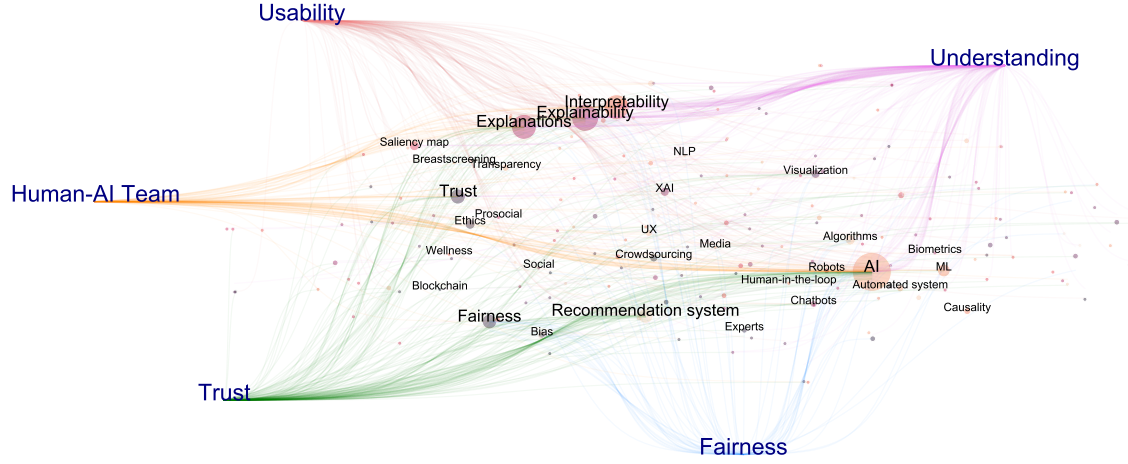 Usability
Understanding
Interpretability
Explainability
Explanations
Saliency map
NLP
Breastscreening
Transparency
Visualization
Human-AI Team
Trust
XAI
Prosocial
Ethics
UX
Algorithms
Media
Wellness
Biometrics
Crowdsourcing
Social
Robots
AI
ML
Human-in-the-loop
Automated system
Blockchain
Chatbots
Causality
Recommendation system
Fairness
Experts
Bias
Trust
Fairness